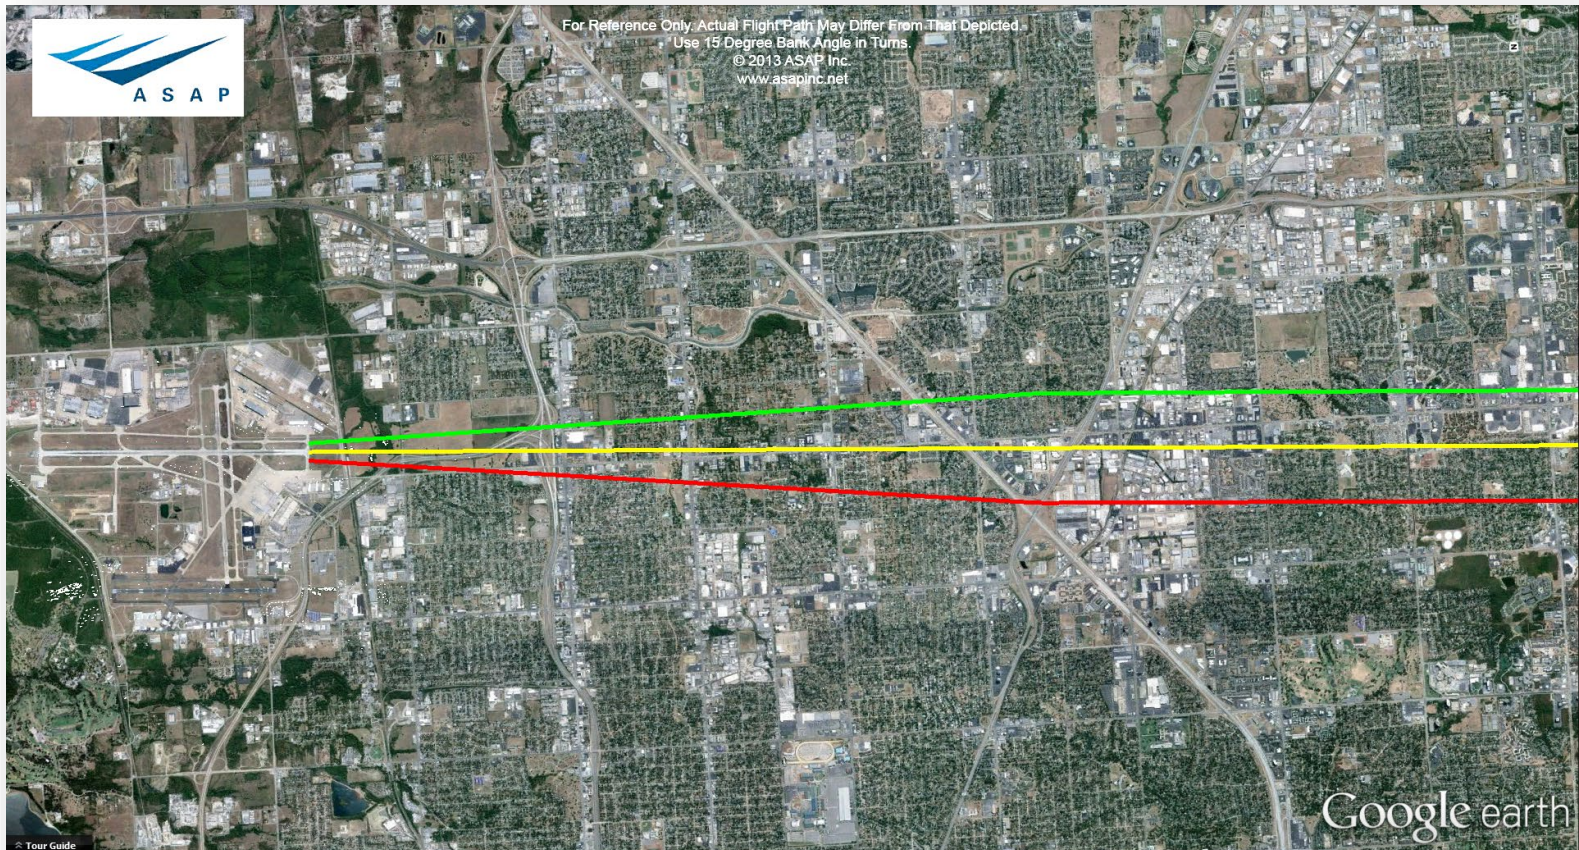 ASAP
For Reference Only. Actual Flight Path May Differ From That Depicted.
Use 15 Degree Bank Angle in Turns.
© 2013 ASAP Inc.
www.asapinc.net
Google earth
Tour Guide